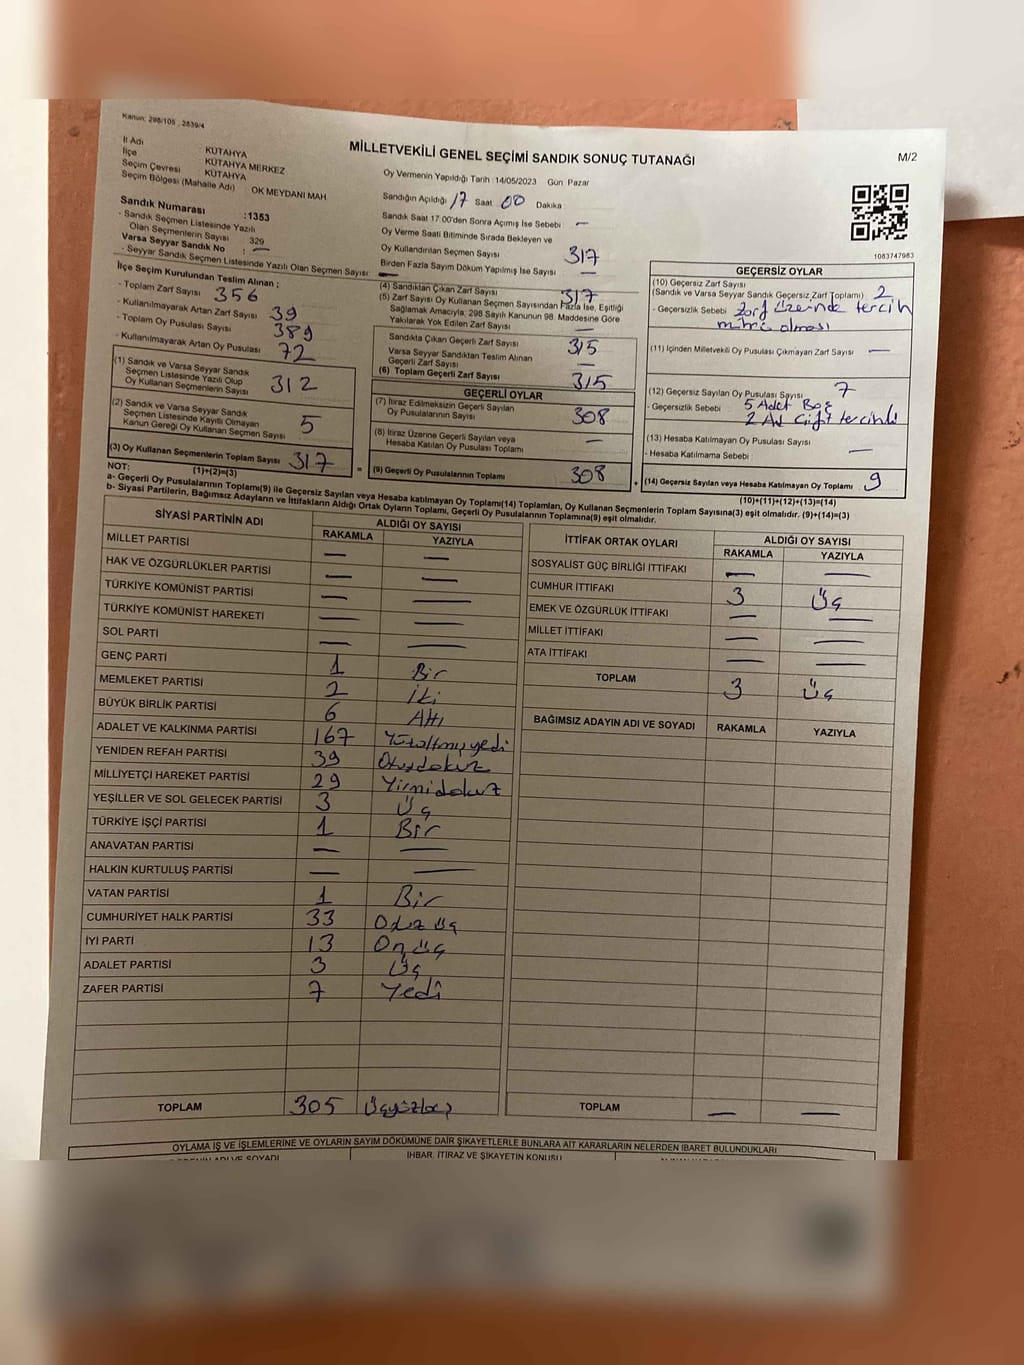 Kanun: 298/105 , 2839/4
MİLLETVEKİLİ GENEL SEÇİMİ SANDIK SONUÇ TUTANAĞI
M/2
İl Adı : KÜTAHYA
İlçe : KÜTAHYA MERKEZ
Seçim Çevresi : KÜTAHYA
Seçim Bölgesi (Mahalle Adı) : OK MEYDANI MAH
Sandık Numarası : 1353
- Sandık Seçmen Listesinde Yazılı
Olan Seçmenlerin Sayısı 329
Varsa Seyyar Sandık No : —
- Seyyar Sandık Seçmen Listesinde Yazılı Olan Seçmen Sayısı : —
İlçe Seçim Kurulundan Teslim Alınan ;
- Toplam Zarf Sayısı 356
- Kullanılmayarak Artan Zarf Sayısı 39
- Toplam Oy Pusulası Sayısı 389
- Kullanılmayarak Artan Oy Pusulası 72
(1) Sandık ve Varsa Seyyar Sandık
Seçmen Listesinde Yazılı Olup
Oy Kullanan Seçmenlerin Sayısı 312
(2) Sandık ve Varsa Seyyar Sandık
Seçmen Listesinde Kayıtlı Olmayan
Kanun Gereği Oy Kullanan Seçmen Sayısı 5
(3) Oy Kullanan Seçmenlerin Toplam Sayısı 317
(1)+(2)=(3)
Oy Vermenin Yapıldığı Tarih : 14/05/2023 Gün Pazar
Sandığın Açıldığı 17 Saat 00 Dakika
Sandık Saat 17.00'den Sonra Açımış İse Sebebi : —
Oy Verme Saati Bitiminde Sırada Bekleyen ve
Oy Kullandırılan Seçmen Sayısı 317
Birden Fazla Sayım Döküm Yapılmış İse Sayısı —
(4) Sandıktan Çıkan Zarf Sayısı 317
(5) Zarf Sayısı Oy Kullanan Seçmen Sayısından Fazla İse, Eşitliği
Sağlamak Amacıyla, 298 Sayılı Kanunun 98. Maddesine Göre
Yakılarak Yok Edilen Zarf Sayısı —
Sandıkta Çıkan Geçerli Zarf Sayısı 315
Varsa Seyyar Sandıktan Teslim Alınan
Geçerli Zarf Sayısı —
(6) Toplam Geçerli Zarf Sayısı 315
GEÇERLİ OYLAR
(7) İtiraz Edilmeksizin Geçerli Sayılan
Oy Pusulalarının Sayısı 308
(8) İtiraz Üzerine Geçerli Sayılan veya
Hesaba Katılan Oy Pusulası Toplamı —
(9) Geçerli Oy Pusulalarının Toplamı 308
1083747983
GEÇERSİZ OYLAR
(10) Geçersiz Zarf Sayısı
(Sandık ve Varsa Seyyar Sandık Geçersiz Zarf Toplamı) 2
- Geçersizlik Sebebi Zarf üzerinde tercih
mührü olması
(11) İçinden Milletvekili Oy Pusulası Çıkmayan Zarf Sayısı —
(12) Geçersiz Sayılan Oy Pusulası Sayısı 7
- Geçersizlik Sebebi 5 Adet Boş
2 Ad Çift tercihli
(13) Hesaba Katılmayan Oy Pusulası Sayısı
- Hesaba Katılmama Sebebi : —
(14) Geçersiz Sayılan veya Hesaba Katılmayan Oy Toplamı 9
(10)+(11)+(12)+(13)=(14)
NOT:
a- Geçerli Oy Pusulalarının Toplamı(9) ile Geçersiz Sayılan veya Hesaba katılmayan Oy Toplamı(14) Toplamları, Oy Kullanan Seçmenlerin Toplam Sayısına(3) eşit olmalıdır. (9)+(14)=(3)
b- Siyasi Partilerin, Bağımsız Adayların ve İttifakların Aldığı Ortak Oyların Toplamı, Geçerli Oy Pusulalarının Toplamına(9) eşit olmalıdır.
SİYASİ PARTİNİN ADI ALDIĞI OY SAYISI
RAKAMLA YAZIYLA
MİLLET PARTİSİ — —
HAK VE ÖZGÜRLÜKLER PARTİSİ — —
TÜRKİYE KOMÜNİST PARTİSİ — —
TÜRKİYE KOMÜNİST HAREKETİ — —
SOL PARTİ — —
GENÇ PARTİ 1 Bir
MEMLEKET PARTİSİ 2 İki
BÜYÜK BİRLİK PARTİSİ 6 Altı
ADALET VE KALKINMA PARTİSİ 167 Yüzaltmışyedi
YENİDEN REFAH PARTİSİ 39 Otuzdokuz
MİLLİYETÇİ HAREKET PARTİSİ 29 Yirmidokuz
YEŞİLLER VE SOL GELECEK PARTİSİ 3 Üç
TÜRKİYE İŞÇİ PARTİSİ 1 Bir
ANAVATAN PARTİSİ — —
HALKIN KURTULUŞ PARTİSİ — —
VATAN PARTİSİ 1 Bir
CUMHURİYET HALK PARTİSİ 33 Otuz üç
İYİ PARTİ 13 On üç
ADALET PARTİSİ 3 Üç
ZAFER PARTİSİ 7 Yedi
TOPLAM 305 Üçyüzbeş
İTTİFAK ORTAK OYLARI ALDIĞI OY SAYISI
RAKAMLA YAZIYLA
SOSYALİST GÜÇ BİRLİĞİ İTTİFAKI — —
CUMHUR İTTİFAKI 3 Üç
EMEK VE ÖZGÜRLÜK İTTİFAKI — —
MİLLET İTTİFAKI — —
ATA İTTİFAKI — —
TOPLAM 3 Üç
BAĞIMSIZ ADAYIN ADI VE SOYADI RAKAMLA YAZIYLA
TOPLAM — —
OYLAMA İŞ VE İŞLEMLERİNE VE OYLARIN SAYIM DÖKÜMÜNE DAİR ŞİKAYETLERLE BUNLARA AİT KARARLARIN NELERDEN İBARET BULUNDUKLARI
İHBAR, İTİRAZ VE ŞİKAYETİN KONUSU